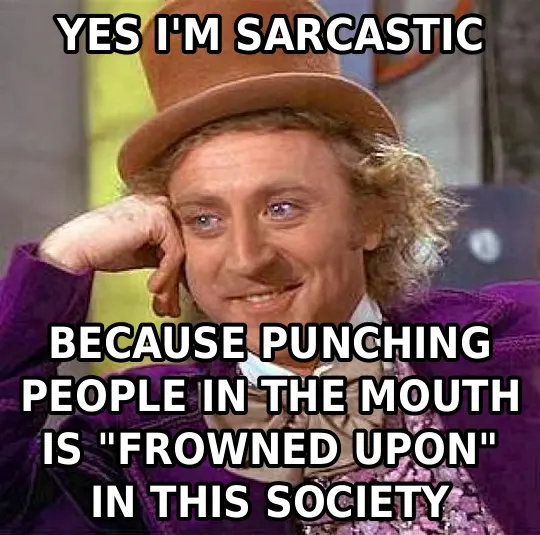 YES I'M SARCASTIC
BECAUSE PUNCHING
PEOPLE IN THE MOUTH
IS "FROWNED UPON"
IN THIS SOCIETY